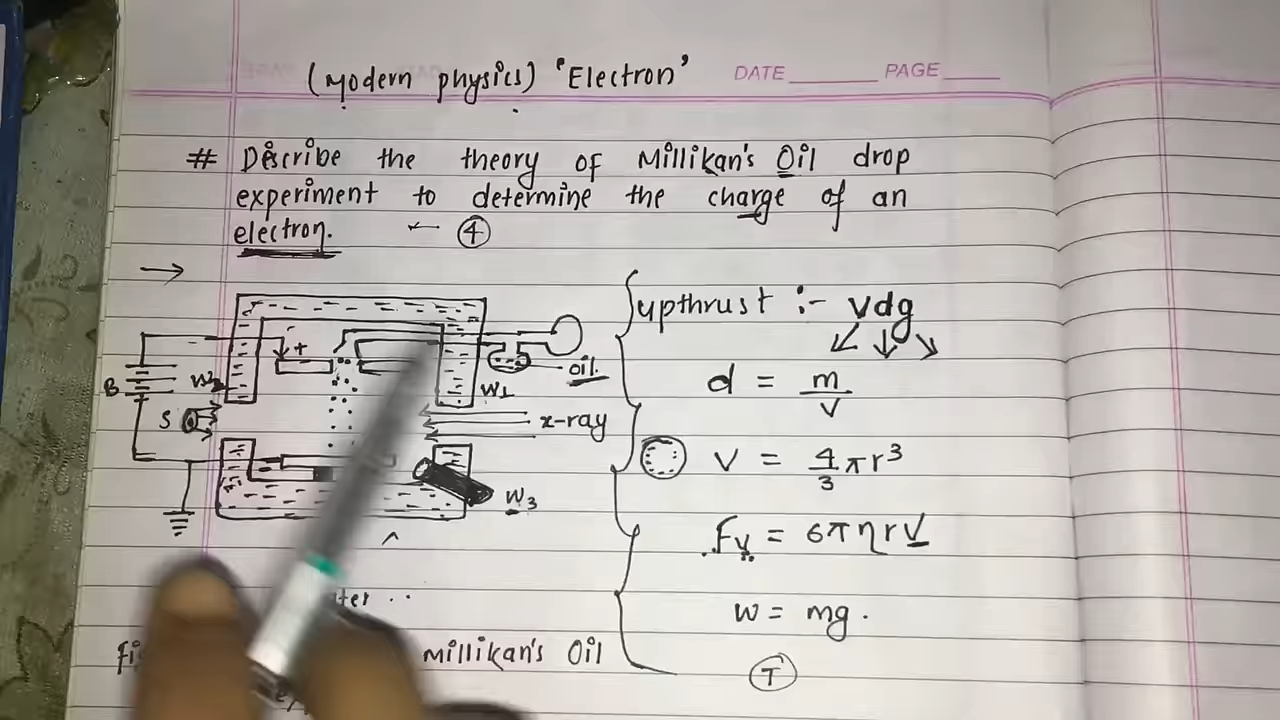 (modern physics) 'Electron'
DATE PAGE
# Describe the theory of Millikan's Oil drop
experiment to determine the charge of an
electron. ← ④
→
upthrust :- vdg
+
oil
B
W₂
W₁
d = m/v
S
x-ray
V = 4/3 πr³
W₃
Fv = 6πηrV
w = mg.
Millikan's Oil
T